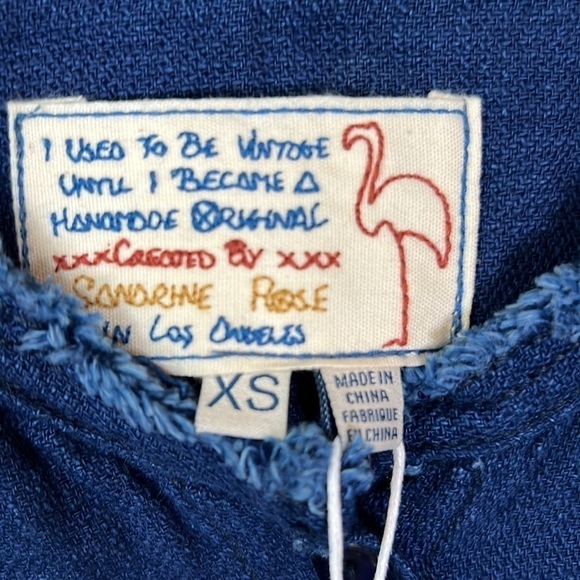 I USED TO BE VINTAGE
UNTIL I BECAME A
HANDMADE ORIGINAL
xxxCREATED BY xxx
SANDRINE ROSE
IN LOS ANGELES
XS
MADE IN
CHINA
FABRIQUE
EN CHINA